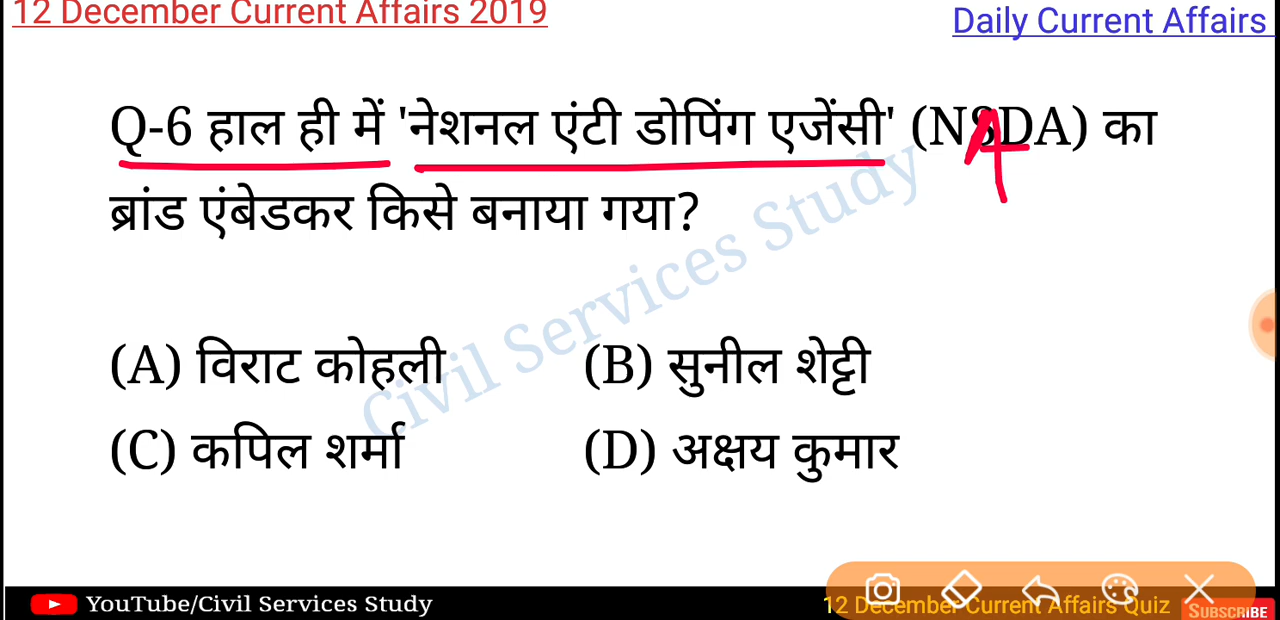 12 December Current Affairs 2019
Daily Current Affairs
Q-6 हाल ही में 'नेशनल एंटी डोपिंग एजेंसी' (NSDA) का
A
ब्रांड एंबेडकर किसे बनाया गया?
Civil Services Study
(A) विराट कोहली (B) सुनील शेट्टी
(C) कपिल शर्मा (D) अक्षय कुमार
YouTube/Civil Services Study
12 December Current Affairs Quiz
SUBSCRIBE